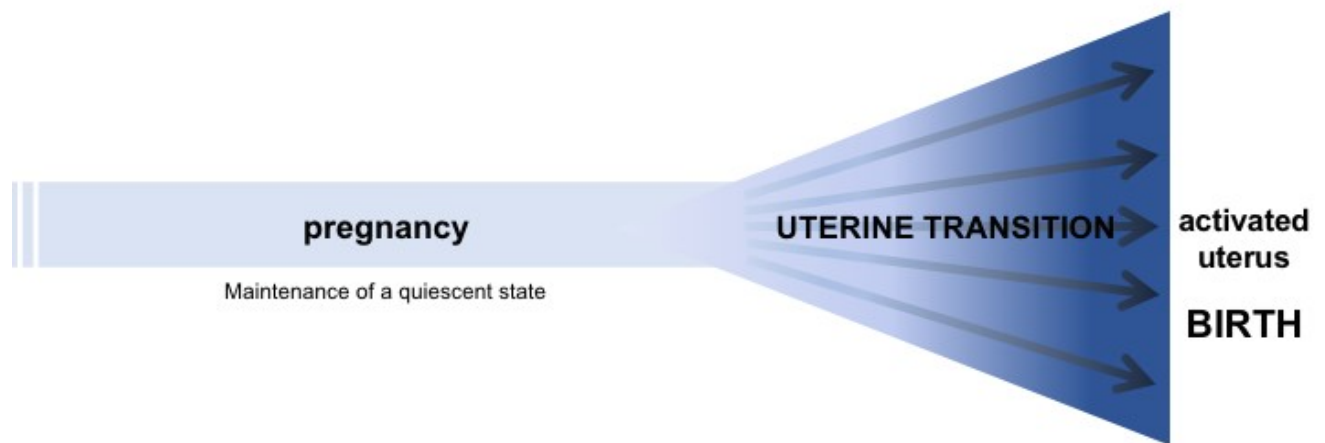 pregnancy
Maintenance of a quiescent state
UTERINE TRANSITION
activated
uterus
BIRTH